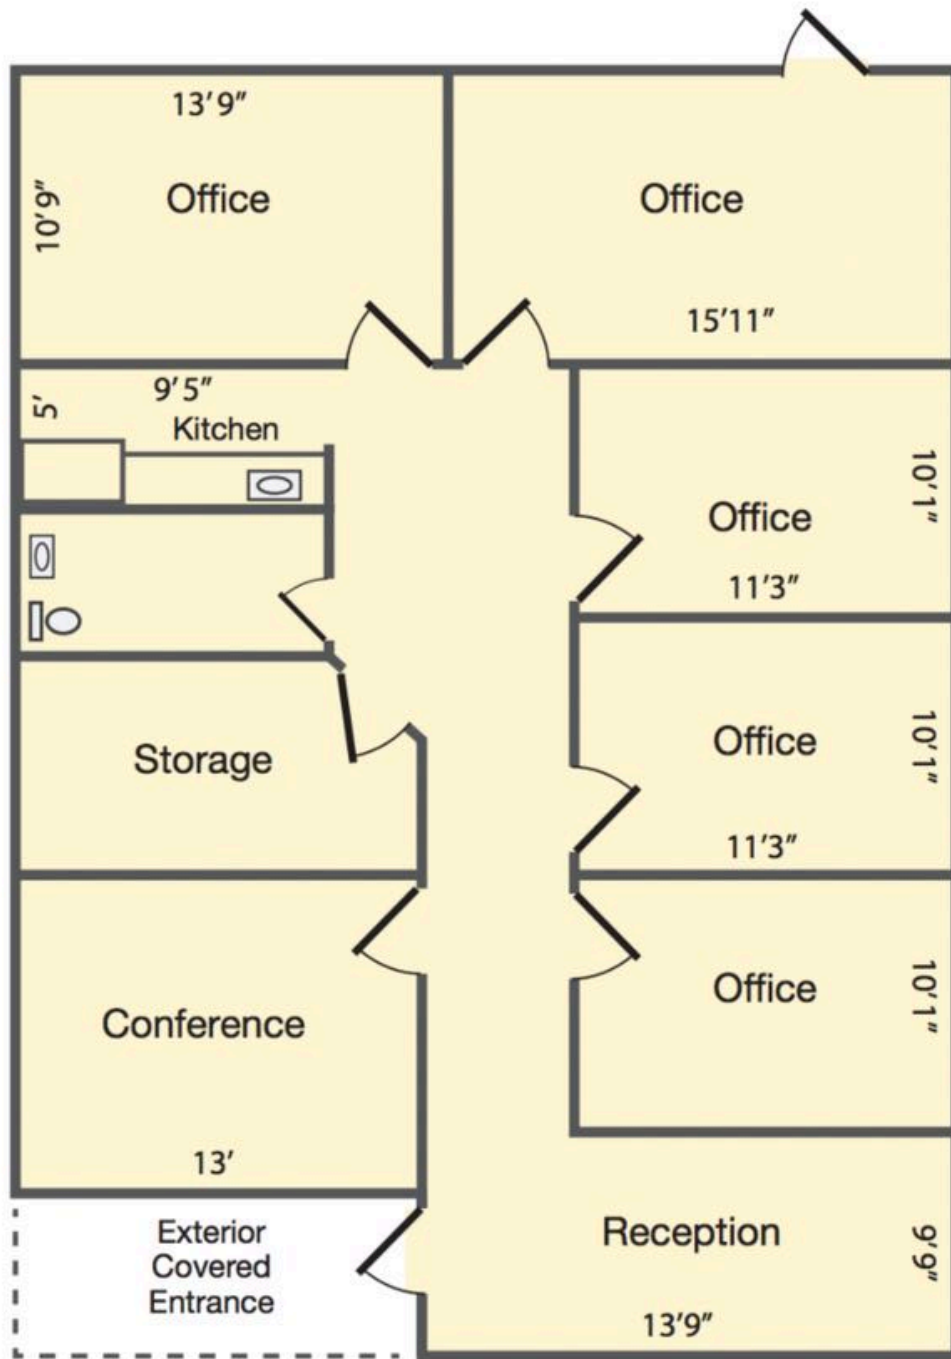 13'9"
10'9"
Office
Office
15'11"
5'
9'5"
Kitchen
10'1"
Office
11'3"
Office
10'1"
11'3"
Storage
Office
10'1"
Conference
13'
Exterior
Covered
Entrance
Reception
9'9"
13'9"